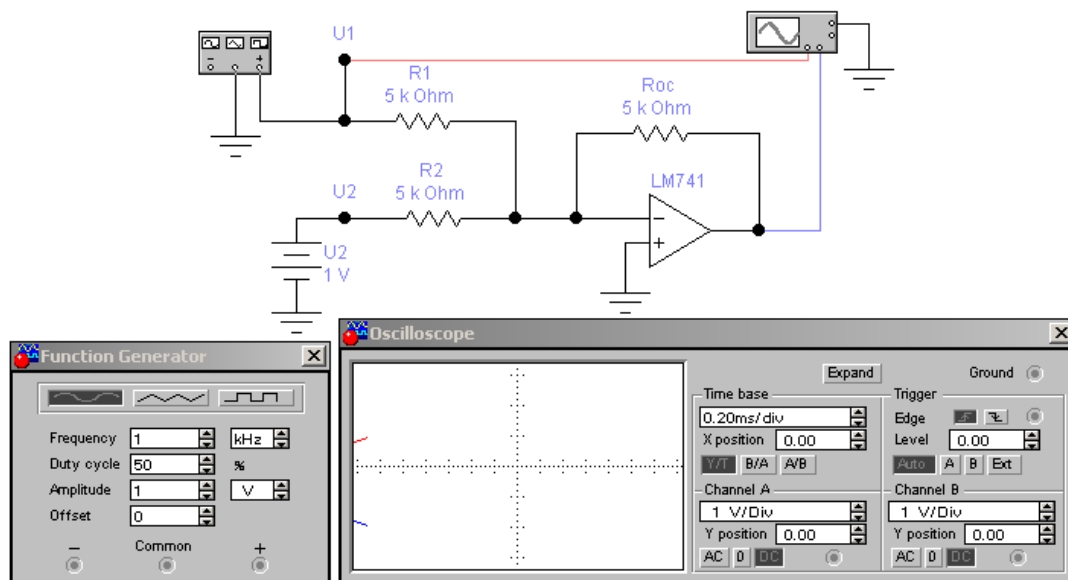 U1
R1
5 k Ohm
Roc
5 k Ohm
R2
5 k Ohm
LM741
U2
U2
1 V
Function Generator
Frequency 1 kHz
Duty cycle 50 %
Amplitude 1 V
Offset 0
− Common +
Oscilloscope
Expand Ground
Time base
0.20ms/div
X position 0.00
Y/T B/A A/B
Trigger
Edge
Level 0.00
Auto A B Ext
Channel A
1 V/Div
Y position 0.00
AC 0 DC
Channel B
1 V/Div
Y position 0.00
AC 0 DC